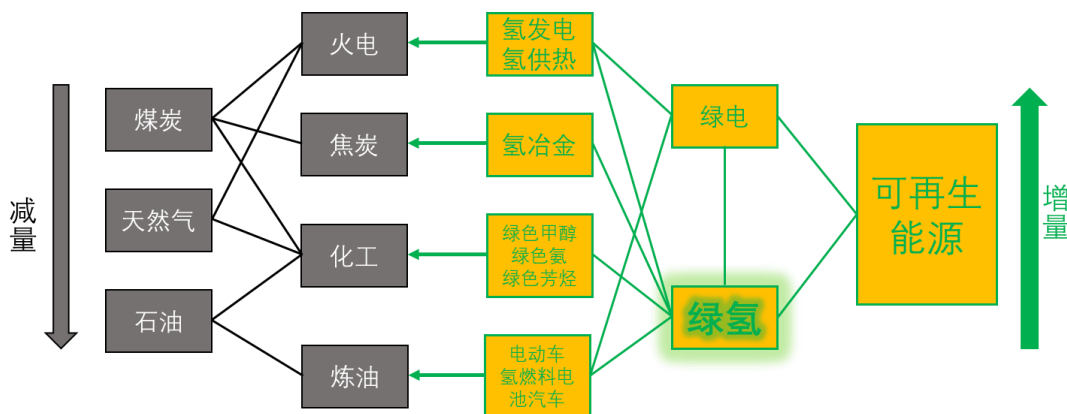 减量
煤炭
天然气
石油
火电
焦炭
化工
炼油
氢发电
氢供热
氢冶金
绿色甲醇
绿色氨
绿色芳烃
电动车
氢燃料电
池汽车
绿电
绿氢
可再生
能源
增量